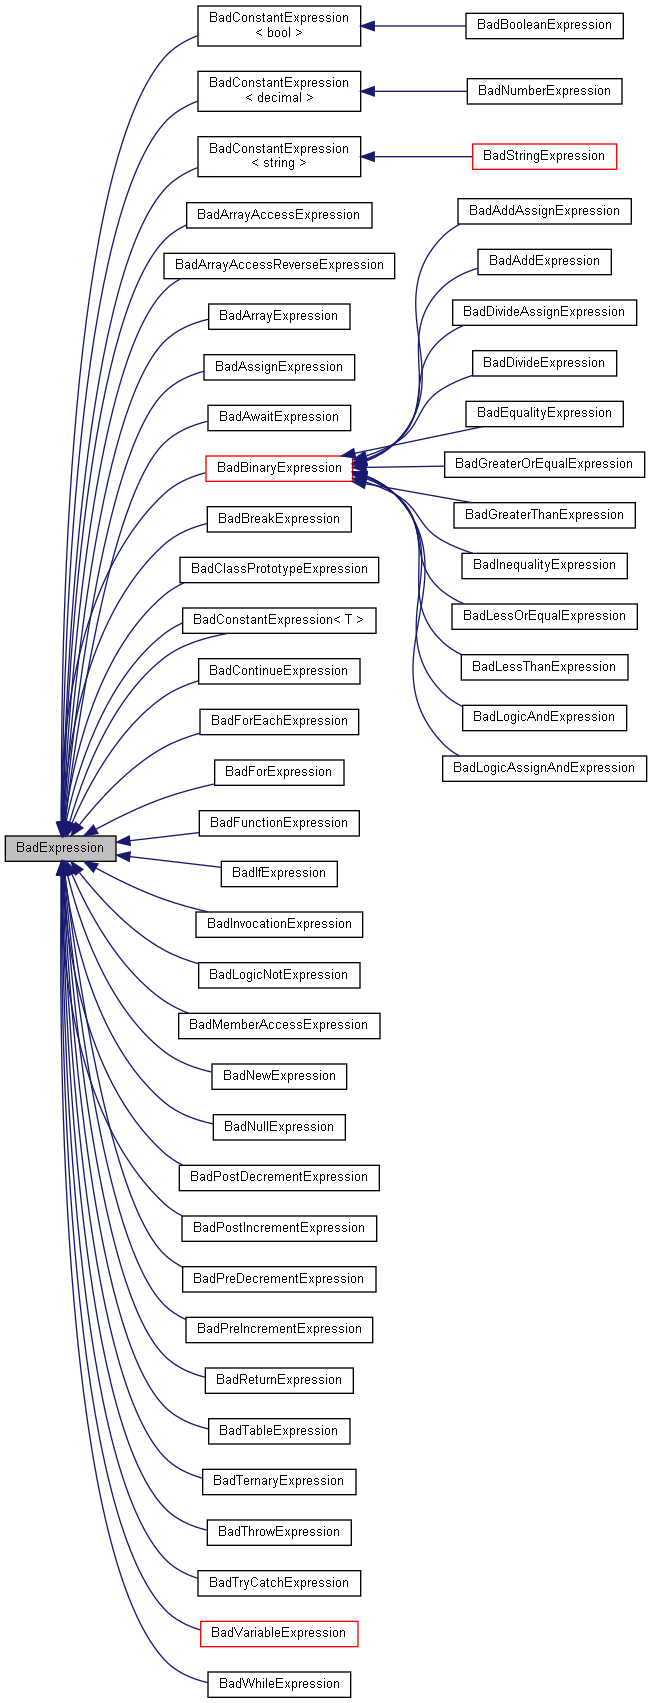 BadConstantExpression
< bool >
BadBooleanExpression
BadConstantExpression
< decimal >
BadNumberExpression
BadConstantExpression
< string >
BadStringExpression
BadArrayAccessExpression
BadAddAssignExpression
BadArrayAccessReverseExpression
BadAddExpression
BadArrayExpression
BadDivideAssignExpression
BadAssignExpression
BadDivideExpression
BadAwaitExpression
BadEqualityExpression
BadBinaryExpression
BadGreaterOrEqualExpression
BadBreakExpression
BadGreaterThanExpression
BadClassPrototypeExpression
BadInequalityExpression
BadConstantExpression< T >
BadLessOrEqualExpression
BadContinueExpression
BadLessThanExpression
BadForEachExpression
BadLogicAndExpression
BadForExpression
BadLogicAssignAndExpression
BadFunctionExpression
BadExpression
BadIfExpression
BadInvocationExpression
BadLogicNotExpression
BadMemberAccessExpression
BadNewExpression
BadNullExpression
BadPostDecrementExpression
BadPostIncrementExpression
BadPreDecrementExpression
BadPreIncrementExpression
BadReturnExpression
BadTableExpression
BadTernaryExpression
BadThrowExpression
BadTryCatchExpression
BadVariableExpression
BadWhileExpression